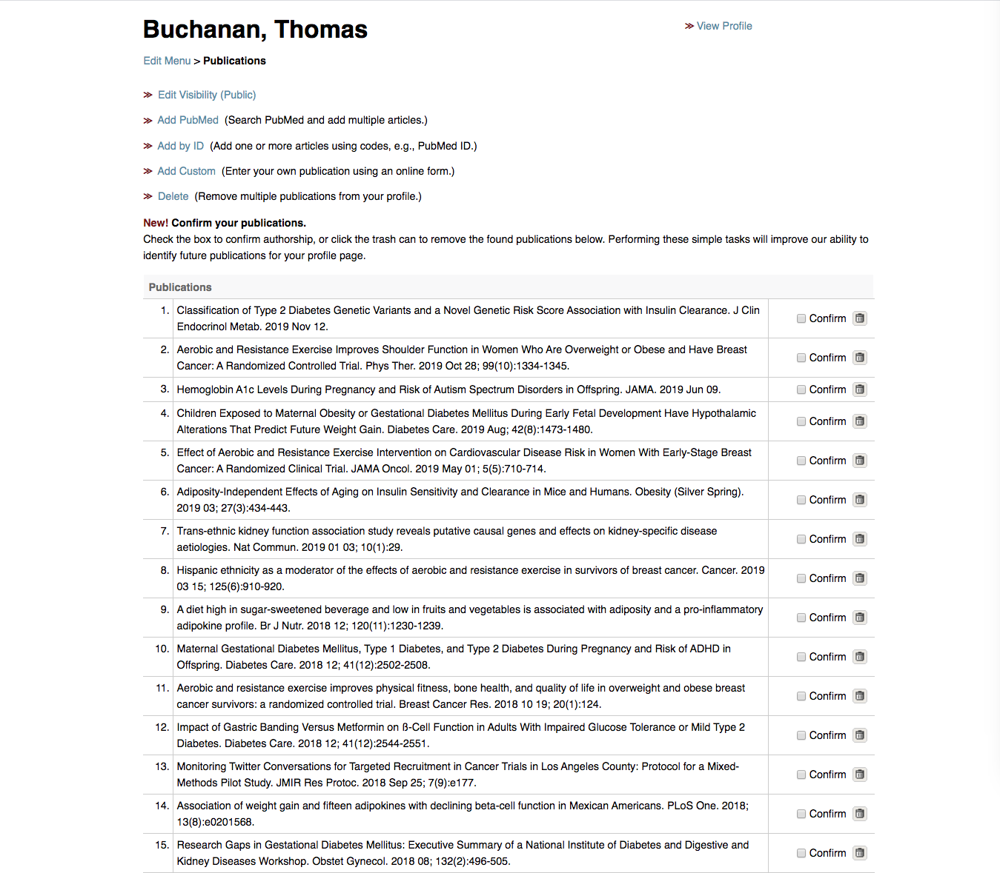 Buchanan, Thomas
≫ View Profile
Edit Menu > Publications
≫ Edit Visibility (Public)
≫ Add PubMed (Search PubMed and add multiple articles.)
≫ Add by ID (Add one or more articles using codes, e.g., PubMed ID.)
≫ Add Custom (Enter your own publication using an online form.)
≫ Delete (Remove multiple publications from your profile.)
New! Confirm your publications.
Check the box to confirm authorship, or click the trash can to remove the found publications below. Performing these simple tasks will improve our ability to
identify future publications for your profile page.
Publications
1. Classification of Type 2 Diabetes Genetic Variants and a Novel Genetic Risk Score Association with Insulin Clearance. J Clin
Endocrinol Metab. 2019 Nov 12.
Confirm
2. Aerobic and Resistance Exercise Improves Shoulder Function in Women Who Are Overweight or Obese and Have Breast
Cancer: A Randomized Controlled Trial. Phys Ther. 2019 Oct 28; 99(10):1334-1345.
Confirm
3. Hemoglobin A1c Levels During Pregnancy and Risk of Autism Spectrum Disorders in Offspring. JAMA. 2019 Jun 09.
Confirm
4. Children Exposed to Maternal Obesity or Gestational Diabetes Mellitus During Early Fetal Development Have Hypothalamic
Alterations That Predict Future Weight Gain. Diabetes Care. 2019 Aug; 42(8):1473-1480.
Confirm
5. Effect of Aerobic and Resistance Exercise Intervention on Cardiovascular Disease Risk in Women With Early-Stage Breast
Cancer: A Randomized Clinical Trial. JAMA Oncol. 2019 May 01; 5(5):710-714.
Confirm
6. Adiposity-Independent Effects of Aging on Insulin Sensitivity and Clearance in Mice and Humans. Obesity (Silver Spring).
2019 03; 27(3):434-443.
Confirm
7. Trans-ethnic kidney function association study reveals putative causal genes and effects on kidney-specific disease
aetiologies. Nat Commun. 2019 01 03; 10(1):29.
Confirm
8. Hispanic ethnicity as a moderator of the effects of aerobic and resistance exercise in survivors of breast cancer. Cancer. 2019
03 15; 125(6):910-920.
Confirm
9. A diet high in sugar-sweetened beverage and low in fruits and vegetables is associated with adiposity and a pro-inflammatory
adipokine profile. Br J Nutr. 2018 12; 120(11):1230-1239.
Confirm
10. Maternal Gestational Diabetes Mellitus, Type 1 Diabetes, and Type 2 Diabetes During Pregnancy and Risk of ADHD in
Offspring. Diabetes Care. 2018 12; 41(12):2502-2508.
Confirm
11. Aerobic and resistance exercise improves physical fitness, bone health, and quality of life in overweight and obese breast
cancer survivors: a randomized controlled trial. Breast Cancer Res. 2018 10 19; 20(1):124.
Confirm
12. Impact of Gastric Banding Versus Metformin on ß-Cell Function in Adults With Impaired Glucose Tolerance or Mild Type 2
Diabetes. Diabetes Care. 2018 12; 41(12):2544-2551.
Confirm
13. Monitoring Twitter Conversations for Targeted Recruitment in Cancer Trials in Los Angeles County: Protocol for a Mixed-
Methods Pilot Study. JMIR Res Protoc. 2018 Sep 25; 7(9):e177.
Confirm
14. Association of weight gain and fifteen adipokines with declining beta-cell function in Mexican Americans. PLoS One. 2018;
13(8):e0201568.
Confirm
15. Research Gaps in Gestational Diabetes Mellitus: Executive Summary of a National Institute of Diabetes and Digestive and
Kidney Diseases Workshop. Obstet Gynecol. 2018 08; 132(2):496-505.
Confirm